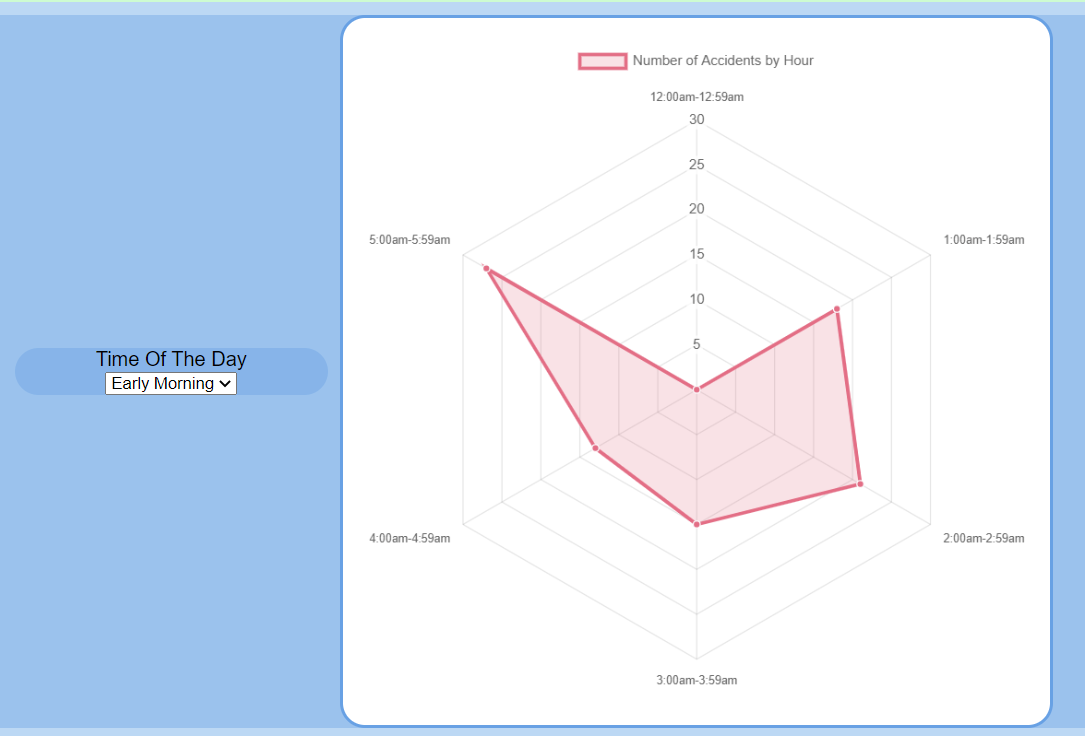 Number of Accidents by Hour
12:00am-12:59am
30
25
20
5:00am-5:59am
1:00am-1:59am
15
10
5
Time Of The Day
Early Morning
4:00am-4:59am
2:00am-2:59am
3:00am-3:59am